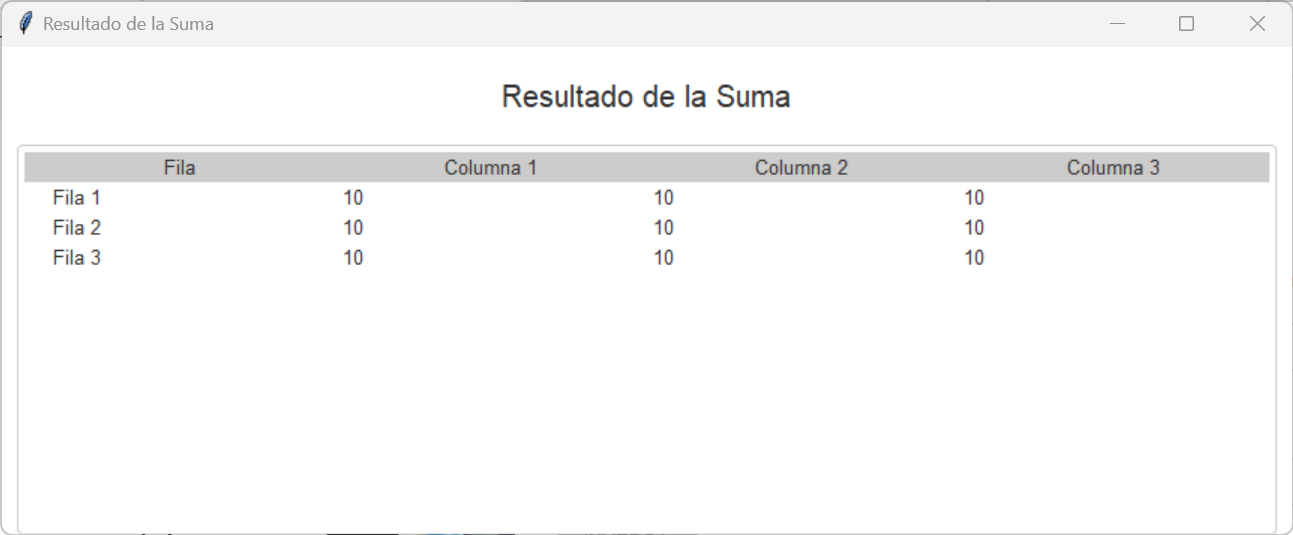 Resultado de la Suma
Resultado de la Suma
Fila Columna 1 Columna 2 Columna 3
Fila 1 10 10 10
Fila 2 10 10 10
Fila 3 10 10 10